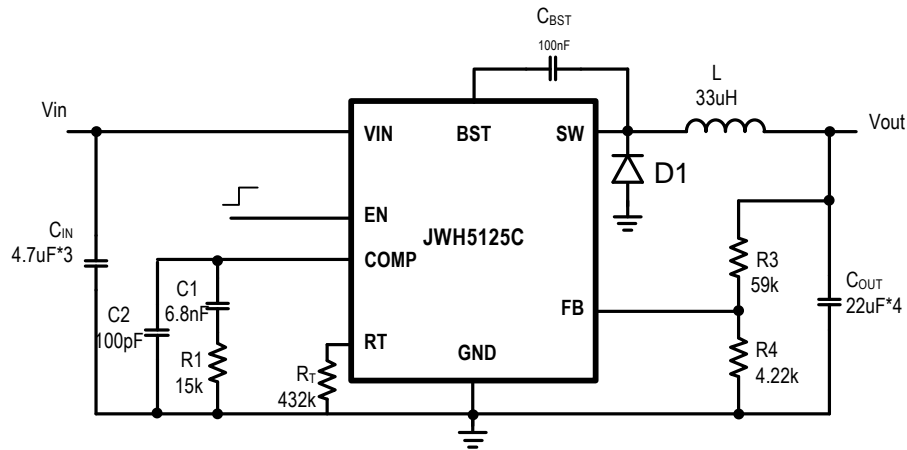 CBST
100nF
L
33uH
Vin
VIN
BST
SW
Vout
D1
EN
CIN
4.7uF*3
JWH5125C
COMP
R3
59k
C1
6.8nF
COUT
22uF*4
C2
100pF
FB
RT
GND
R1
15k
RT
432k
R4
4.22k